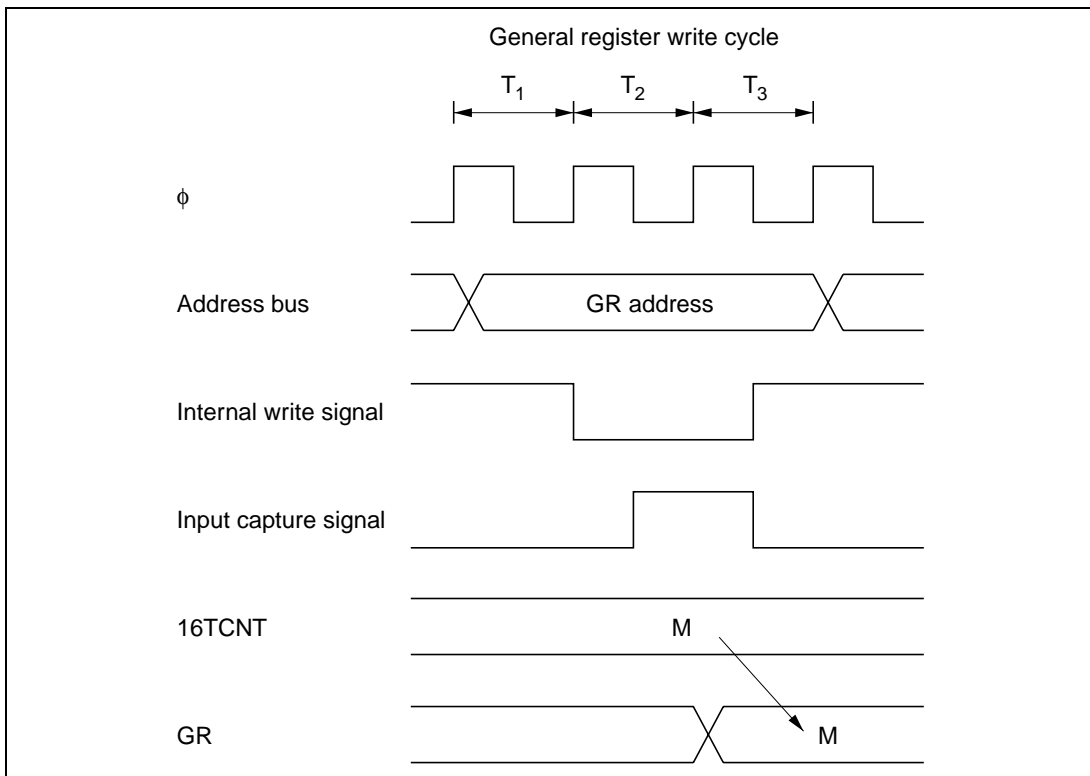 General register write cycle
T1 T2 T3
φ
Address bus GR address
Internal write signal
Input capture signal
16TCNT M
GR M